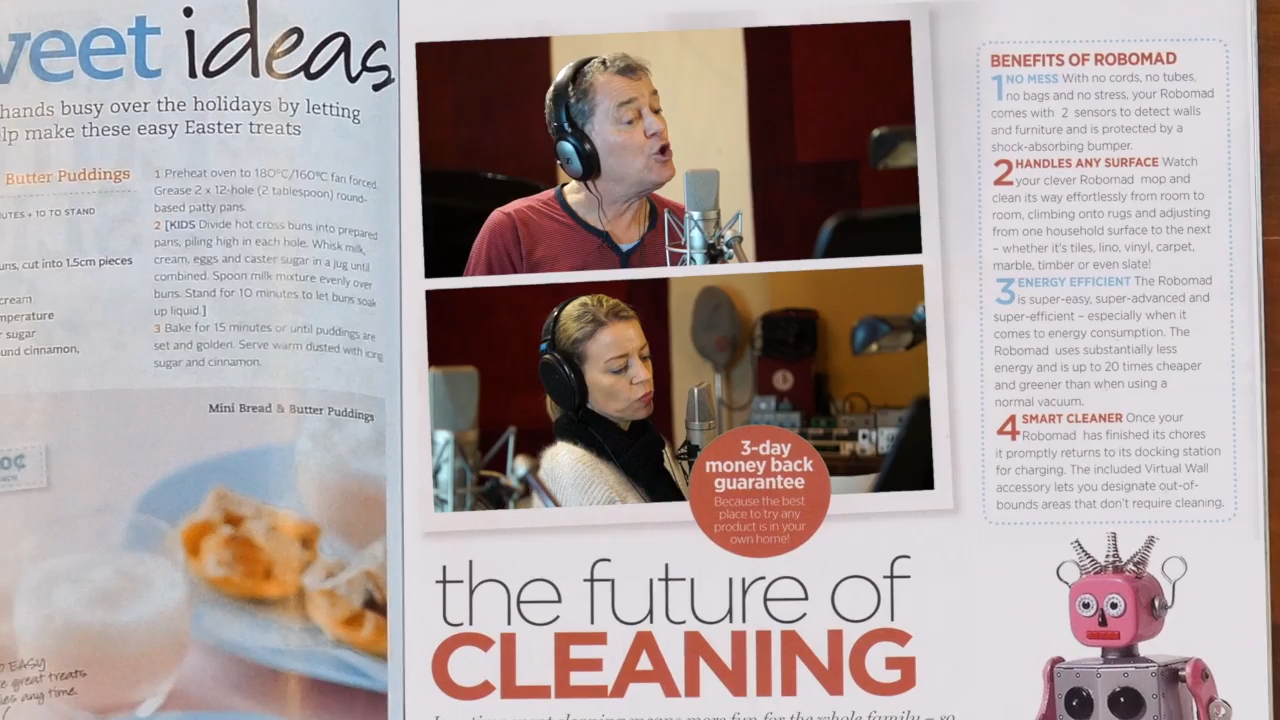 veet ideas
hands busy over the holidays by letting
lp make these easy Easter treats
Butter Puddings
UTES + 10 TO STAND
uns, cut into 1.5cm pieces
cream
mperature
r sugar
und cinnamon,
1 Preheat oven to 180°C/160°C fan forced.
Grease 2 x 12-hole (2 tablespoon) round-
based patty pans.
2 [KIDS Divide hot cross buns into prepared
pans, piling high in each hole. Whisk milk,
cream, eggs and caster sugar in a jug until
combined. Spoon milk mixture evenly over
buns. Stand for 10 minutes to let buns soak
up liquid.]
3 Bake for 15 minutes or until puddings are
set and golden. Serve warm dusted with icing
sugar and cinnamon.
Mini Bread & Butter Puddings
0¢
EASY
great treats
any time.
3-day
money back
guarantee
Because the best
place to try any
product is in your
own home!
the future of
CLEANING
cleaning means more fun for the whole family – so
BENEFITS OF ROBOMAD
1 NO MESS With no cords, no tubes,
no bags and no stress, your Robomad
comes with 2 sensors to detect walls
and furniture and is protected by a
shock-absorbing bumper.
2 HANDLES ANY SURFACE Watch
your clever Robomad mop and
clean its way effortlessly from room to
room, climbing onto rugs and adjusting
from one household surface to the next
– whether it's tiles, lino, vinyl, carpet,
marble, timber or even slate!
3 ENERGY EFFICIENT The Robomad
is super-easy, super-advanced and
super-efficient – especially when it
comes to energy consumption. The
Robomad uses substantially less
energy and is up to 20 times cheaper
and greener than when using a
normal vacuum.
4 SMART CLEANER Once your
Robomad has finished its chores
it promptly returns to its docking station
for charging. The included Virtual Wall
accessory lets you designate out-of-
bounds areas that don't require cleaning.